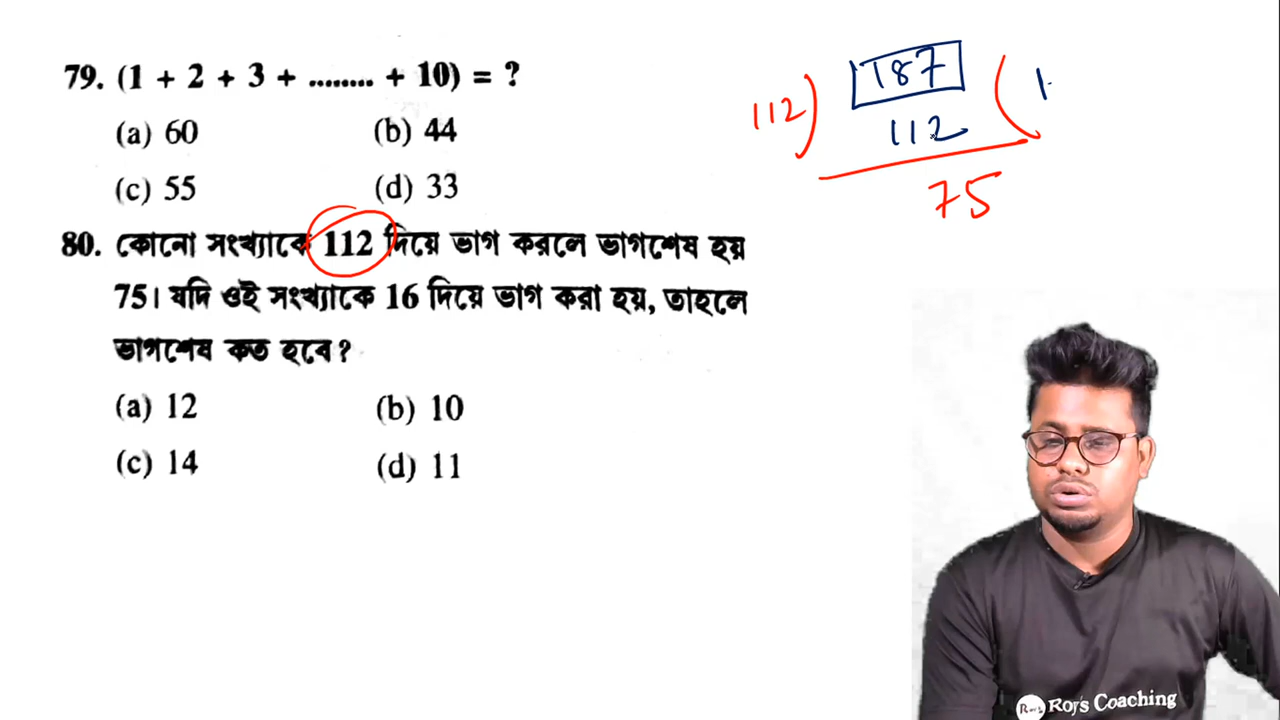 79. (1 + 2 + 3 + ........ + 10) = ?
(a) 60 (b) 44
(c) 55 (d) 33
80. কোনো সংখ্যাকে 112 দিয়ে ভাগ করলে ভাগশেষ হয়
75। যদি ওই সংখ্যাকে 16 দিয়ে ভাগ করা হয়, তাহলে
ভাগশেষ কত হবে?
(a) 12 (b) 10
(c) 14 (d) 11
112) 187 ( 1
112
75
Roy's Coaching